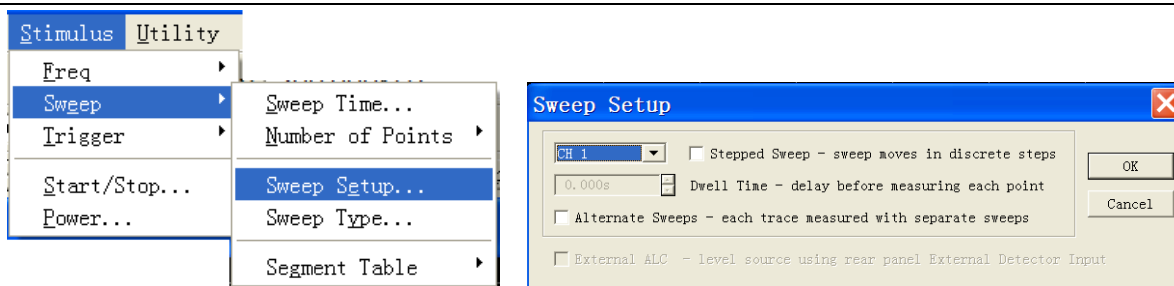 Stimulus Utility
Freq
Sweep
Trigger
Start/Stop...
Power...
Sweep Time...
Number of Points
Sweep Setup...
Sweep Type...
Segment Table
Sweep Setup
CH 1 Stepped Sweep - sweep moves in discrete steps
0.000s Dwell Time - delay before measuring each point
Alternate Sweeps - each trace measured with separate sweeps
OK
Cancel
External ALC - level source using rear panel External Detector Input